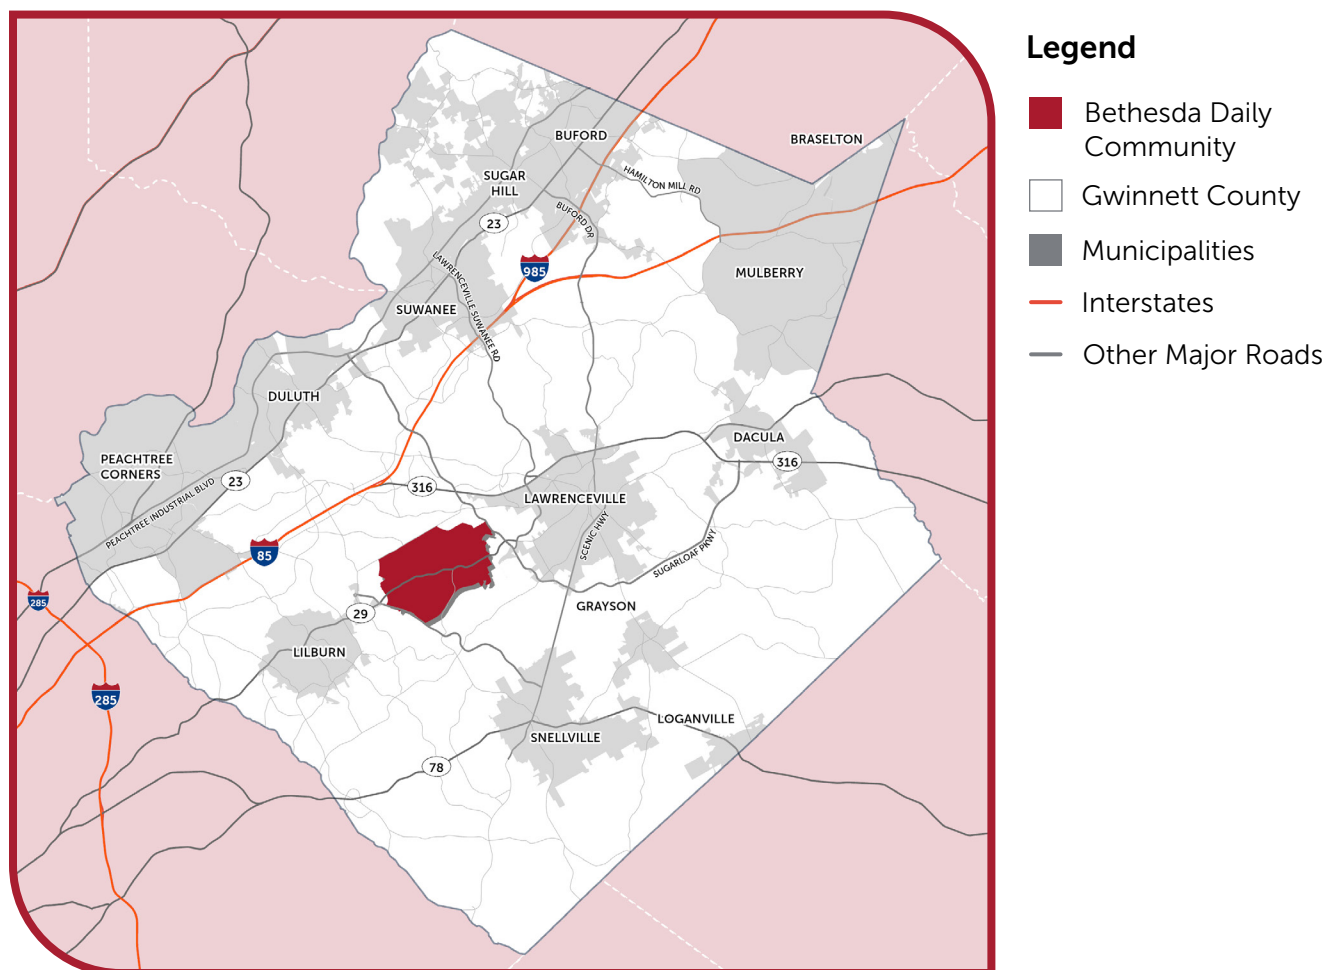 BUFORD
BRASELTON
SUGAR
HILL
HAMILTON MILL RD
23
BUFORD DR
LAWRENCEVILLE SUWANEE RD
985
MULBERRY
SUWANEE
DULUTH
DACULA
PEACHTREE
CORNERS
316
23
316
LAWRENCEVILLE
PEACHTREE INDUSTRIAL BLVD
SCENIC HWY
85
SUGARLOAF PKWY
285
GRAYSON
29
LILBURN
285
LOGANVILLE
SNELLVILLE
78
Legend
Bethesda Daily
Community
Gwinnett County
Municipalities
Interstates
Other Major Roads